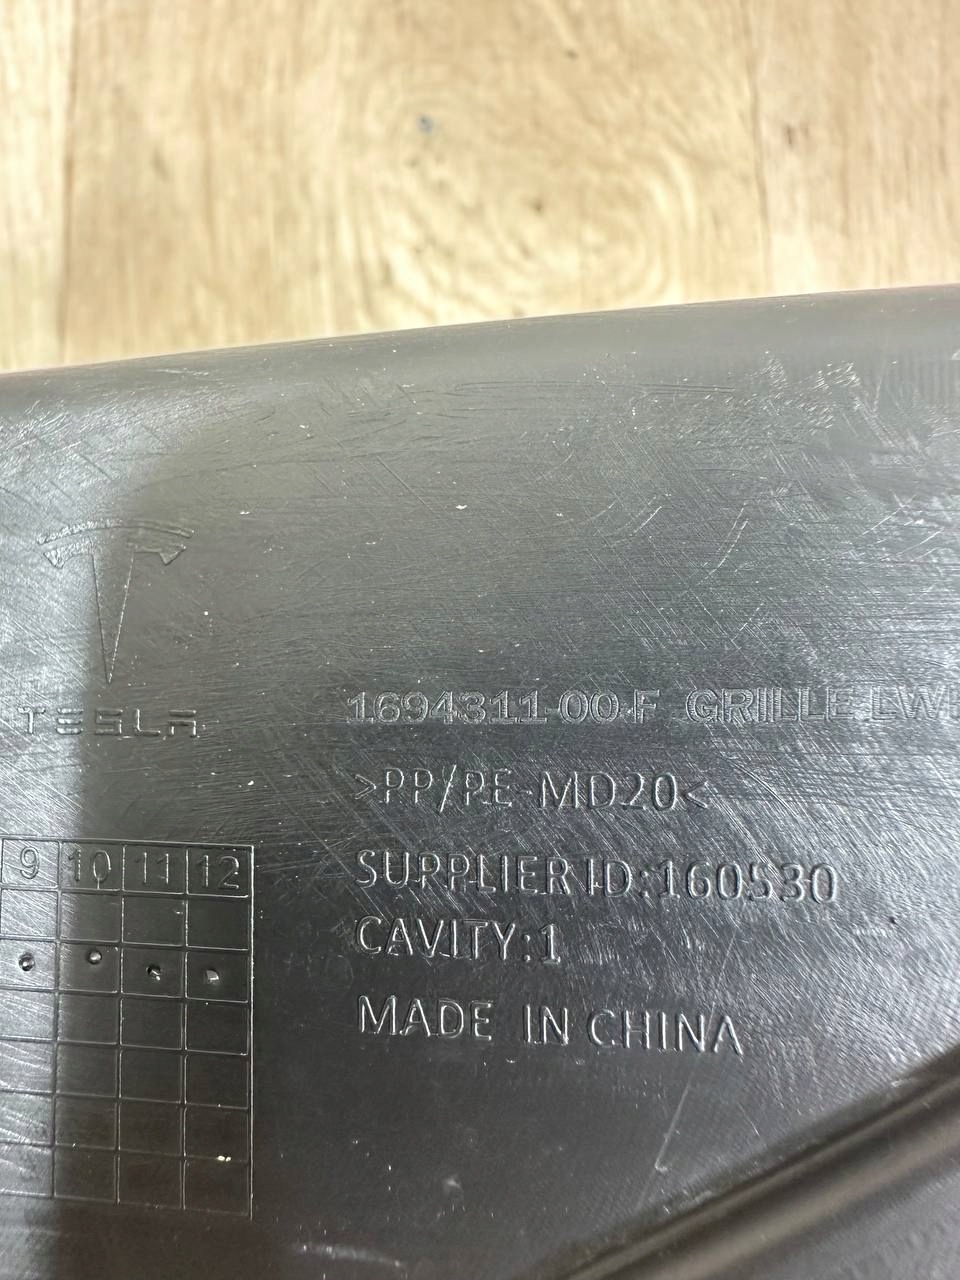 TESLA
1694311-00-F GRILLE LW
>PP/PE-MD20<
9 10 11 12
SUPPLIER ID:160530
CAVITY:1
MADE IN CHINA